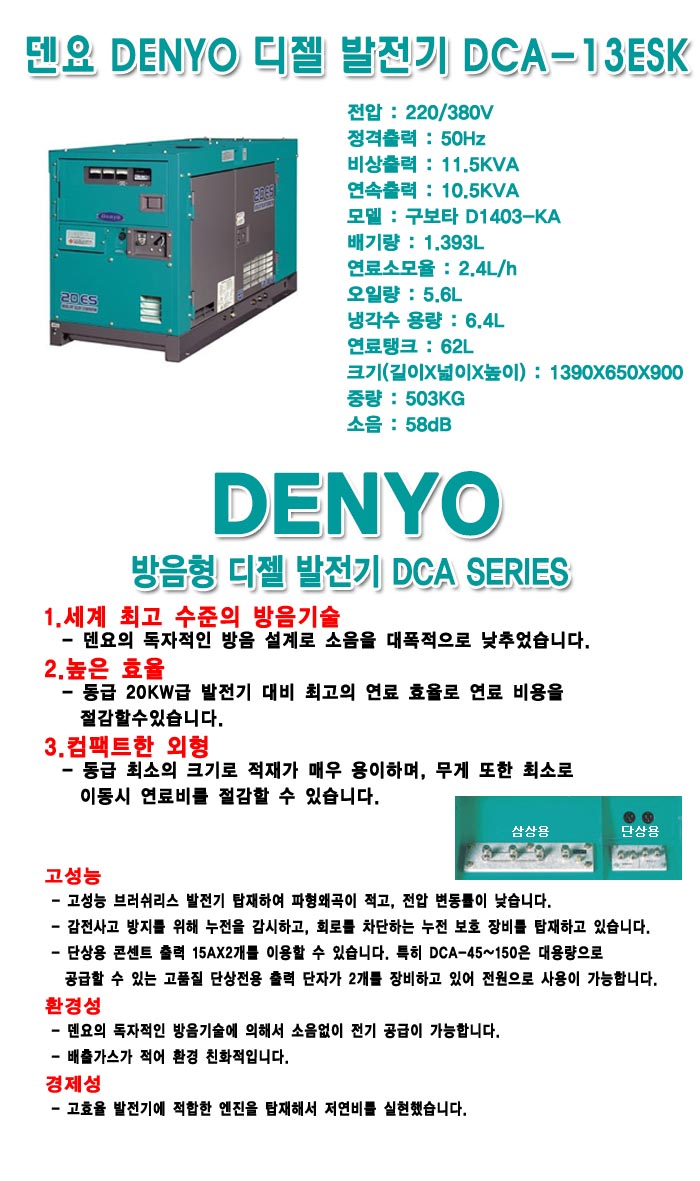 덴요 DENYO 디젤 발전기 DCA-13ESK
전압 : 220/380V
정격출력 : 50Hz
비상출력 : 11.5KVA
연속출력 : 10.5KVA
모델 : 구보타 D1403-KA
배기량 : 1.393L
연료소모율 : 2.4L/h
오일량 : 5.6L
냉각수 용량 : 6.4L
연료탱크 : 62L
크기(길이X넓이X높이) : 1390X650X900
중량 : 503KG
소음 : 58dB
Denyo
20ES
20ES
DENYO
방음형 디젤 발전기 DCA SERIES
1.세계 최고 수준의 방음기술
- 덴요의 독자적인 방음 설계로 소음을 대폭적으로 낮추었습니다.
2.높은 효율
- 동급 20KW급 발전기 대비 최고의 연료 효율로 연료 비용을
절감할수있습니다.
3.컴팩트한 외형
- 동급 최소의 크기로 적재가 매우 용이하며, 무게 또한 최소로
이동시 연료비를 절감할 수 있습니다.
삼상용 단상용
고성능
- 고성능 브러쉬리스 발전기 탑재하여 파형왜곡이 적고, 전압 변동률이 낮습니다.
- 감전사고 방지를 위해 누전을 감시하고, 회로를 차단하는 누전 보호 장비를 탑재하고 있습니다.
- 단상용 콘센트 출력 15AX2개를 이용할 수 있습니다. 특히 DCA-45~150은 대용량으로
공급할 수 있는 고품질 단상전용 출력 단자가 2개를 장비하고 있어 전원으로 사용이 가능합니다.
환경성
- 덴요의 독자적인 방음기술에 의해서 소음없이 전기 공급이 가능합니다.
- 배출가스가 적어 환경 친화적입니다.
경제성
- 고효율 발전기에 적합한 엔진을 탑재해서 저연비를 실현했습니다.